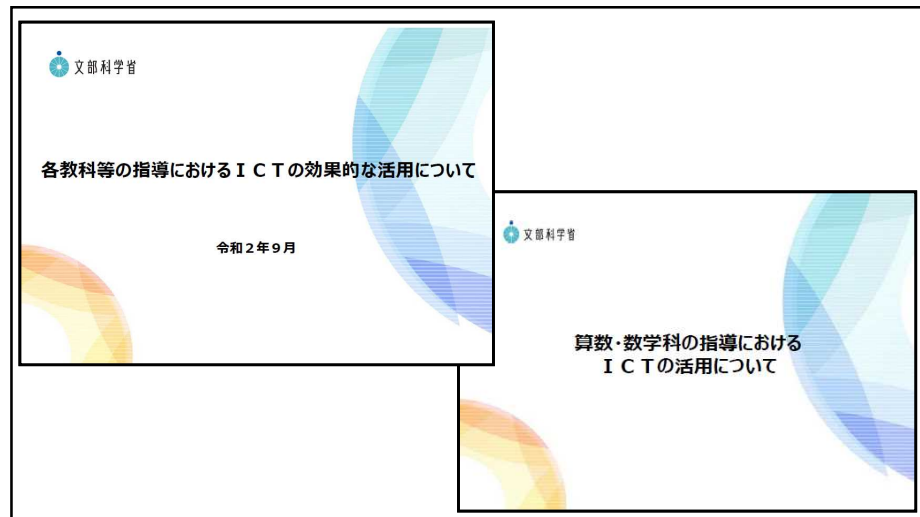 文部科学省
各教科等の指導におけるＩＣＴの効果的な活用について
令和２年９月
文部科学省
算数・数学科の指導における
ＩＣＴの活用について